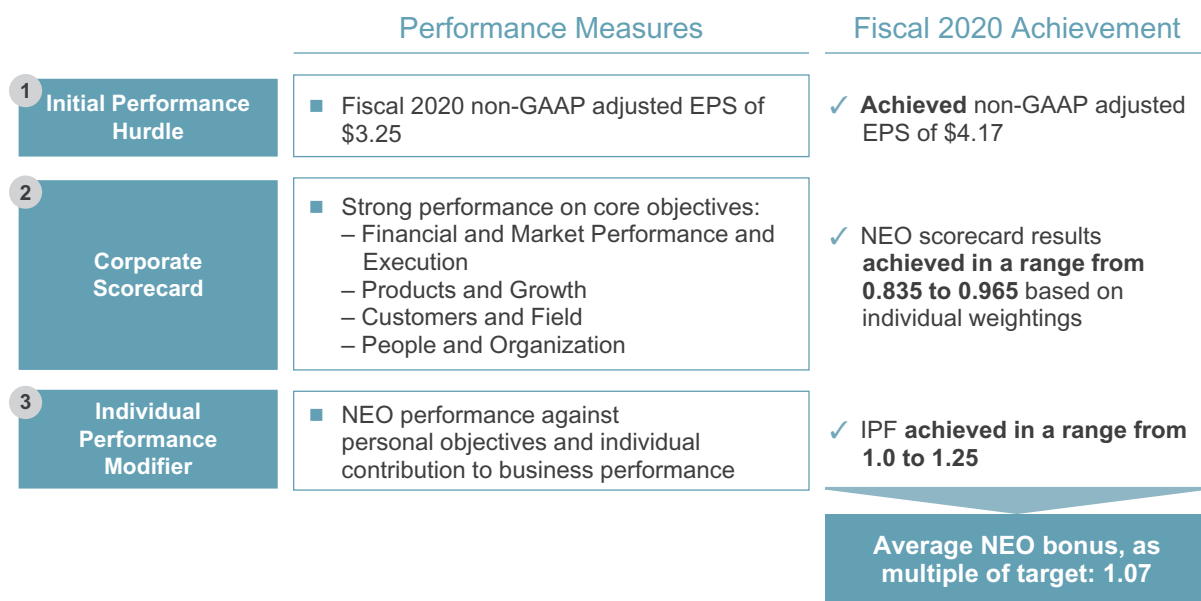 Performance Measures
Fiscal 2020 Achievement
1
Initial Performance
Hurdle
■ Fiscal 2020 non-GAAP adjusted EPS of
$3.25
✓ Achieved non-GAAP adjusted
EPS of $4.17
2
Corporate
Scorecard
■ Strong performance on core objectives:
– Financial and Market Performance and
Execution
– Products and Growth
– Customers and Field
– People and Organization
✓ NEO scorecard results
achieved in a range from
0.835 to 0.965 based on
individual weightings
3
Individual
Performance
Modifier
■ NEO performance against
personal objectives and individual
contribution to business performance
✓ IPF achieved in a range from
1.0 to 1.25
Average NEO bonus, as
multiple of target: 1.07